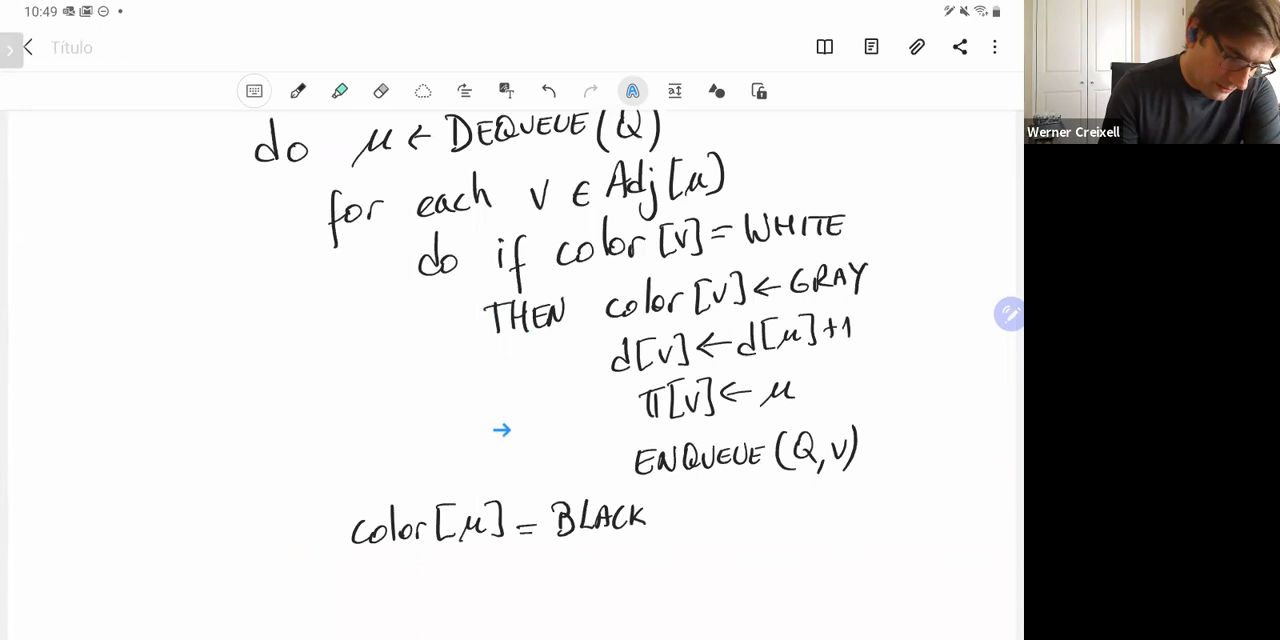 10:49
Título
do μ ← DEQUEUE(Q)
for each v ∈ Adj[μ]
do if color[v] = WHITE
THEN color[v] ← GRAY
d[v] ← d[μ]+1
π[v] ← μ
ENQUEUE(Q,v)
color[μ] = BLACK
Werner Creixell